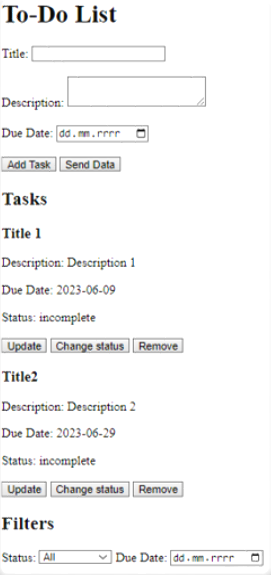 To-Do List
Title:
Description:
Due Date: dd.mm.rrrr
Add Task Send Data
Tasks
Title 1
Description: Description 1
Due Date: 2023-06-09
Status: incomplete
Update Change status Remove
Title2
Description: Description 2
Due Date: 2023-06-29
Status: incomplete
Update Change status Remove
Filters
Status: All Due Date: dd.mm.rrrr